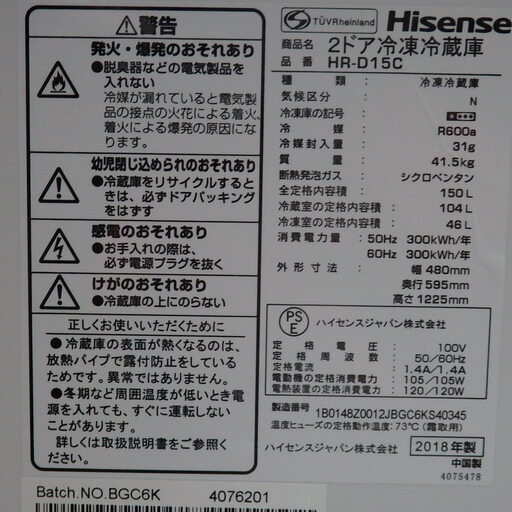 警告
発火・爆発のおそれあり
●脱臭器などの電気製品を
入れない
冷媒が漏れていると電気製
品の接点の火花による着火、
着火による爆発の原因にな
ります。
幼児閉じ込められのおそれあり
●冷蔵庫をリサイクルするとき
は、必ずドアパッキング
をはずす
感電のおそれあり
●お手入れの際は、
必ず電源プラグを抜く
けがのおそれあり
●冷蔵庫の上にのらない
正しくお使いいただくために
●冷蔵庫の表面が熱くなるのは、
放熱パイプで露付防止をしている
ためです。異常ではありません。
●冬期など周囲温度が低いとき電
源を入れても、すぐに運転しない
ことがあります。
詳しくは取扱説明書をご参照く
ださい。
Batch.NO.BGC6K 4076201
TÜVRheinland Hisense
商品名 2ドア冷凍冷蔵庫
品番 HR-D15C
種類：冷凍冷蔵庫
気候区分：N
冷凍庫の記号：
冷媒：R600a
冷媒封入量：31g
質量：41.5kg
断熱発泡ガス：シクロペンタン
全定格内容積：150L
冷蔵室の定格内容積：104L
冷凍室の定格内容積：46L
消費電力量：50Hz 300kWh/年
60Hz 300kWh/年
外形寸法：幅 480mm
奥行 595mm
高さ 1225mm
PS
E
ハイセンスジャパン株式会社
定格電圧：100V
定格周波数：50/60Hz
定格電流：1.4A/1.4A
電動機の定格消費電力：105/105W
電熱装置の定格消費電力：120/120W
製造番号 1B0148Z0012JBGC6KS40345
温度ヒューズの定格動作温度：73℃(霜取用)
ハイセンスジャパン株式会社 2018年製
中国製
4075478